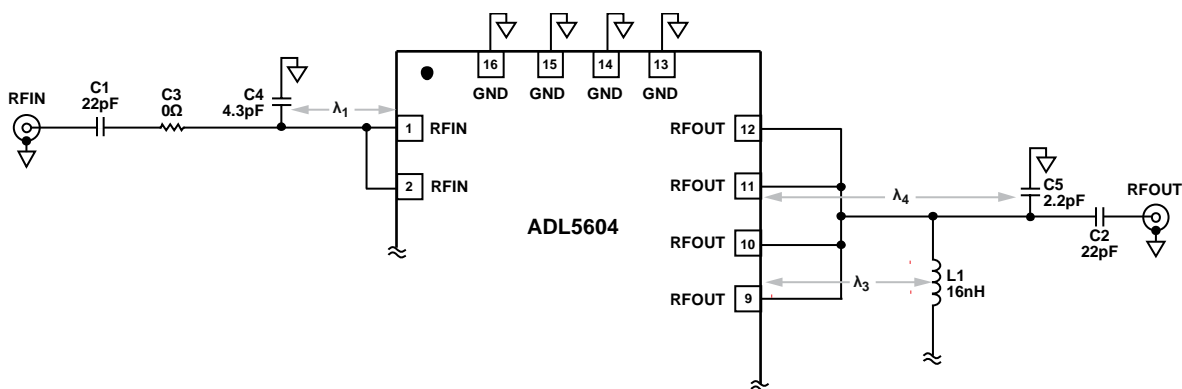 16
15
14
13
GND
GND
GND
GND
RFIN
C1
22pF
C3
0Ω
C4
4.3pF
λ1
1
RFIN
2
RFIN
ADL5604
RFOUT
12
RFOUT
11
RFOUT
10
RFOUT
9
λ4
λ3
C5
2.2pF
RFOUT
C2
22pF
L1
16nH